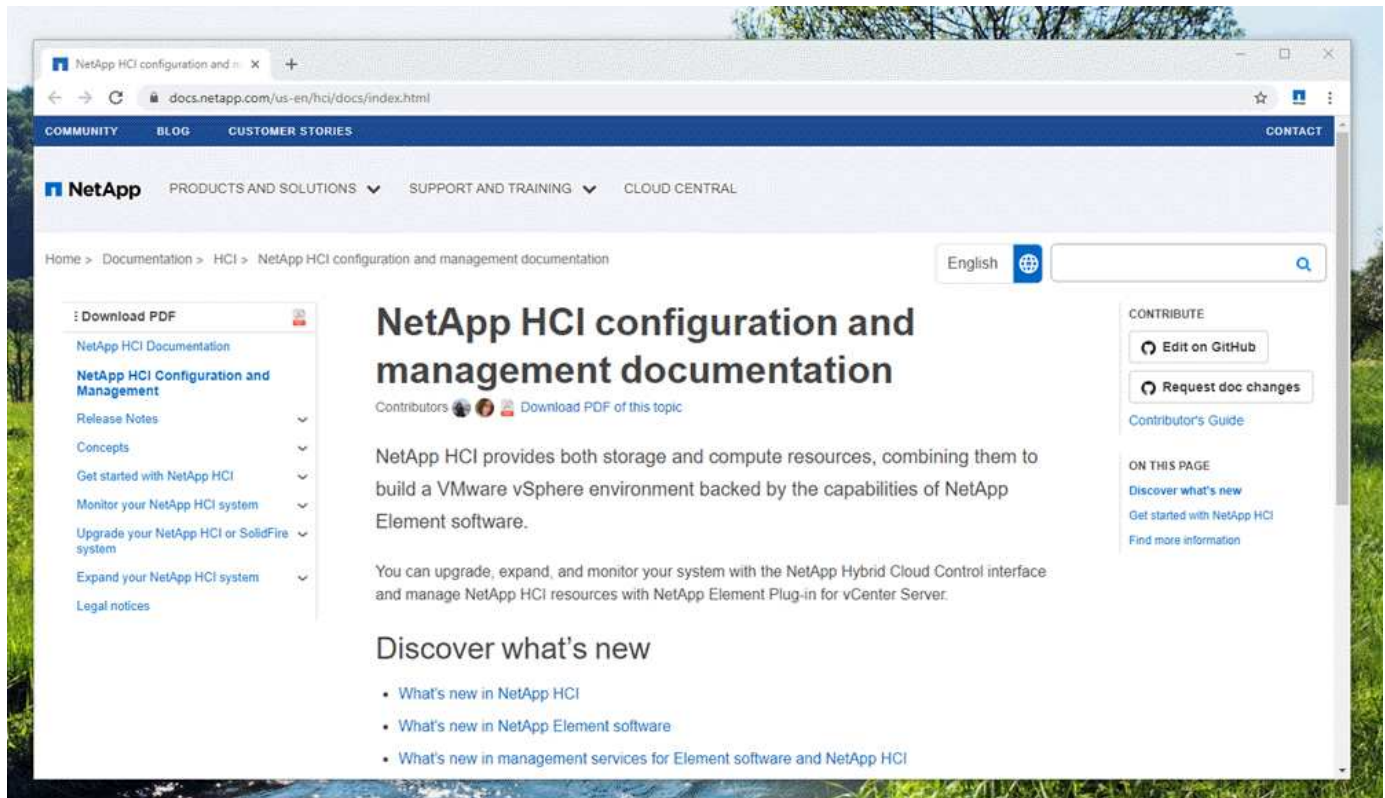 NetApp HCI configuration and n
docs.netapp.com/us-en/hci/docs/index.html
COMMUNITY BLOG CUSTOMER STORIES CONTACT
NetApp PRODUCTS AND SOLUTIONS SUPPORT AND TRAINING CLOUD CENTRAL
Home > Documentation > HCI > NetApp HCI configuration and management documentation
English
Download PDF
NetApp HCI Documentation
NetApp HCI Configuration and
Management
Release Notes
Concepts
Get started with NetApp HCI
Monitor your NetApp HCI system
Upgrade your NetApp HCI or SolidFire
system
Expand your NetApp HCI system
Legal notices
NetApp HCI configuration and
management documentation
Contributors Download PDF of this topic
NetApp HCI provides both storage and compute resources, combining them to
build a VMware vSphere environment backed by the capabilities of NetApp
Element software.
You can upgrade, expand, and monitor your system with the NetApp Hybrid Cloud Control interface
and manage NetApp HCI resources with NetApp Element Plug-in for vCenter Server.
Discover what's new
• What's new in NetApp HCI
• What's new in NetApp Element software
• What's new in management services for Element software and NetApp HCI
CONTRIBUTE
Edit on GitHub
Request doc changes
Contributor's Guide
ON THIS PAGE
Discover what's new
Get started with NetApp HCI
Find more information